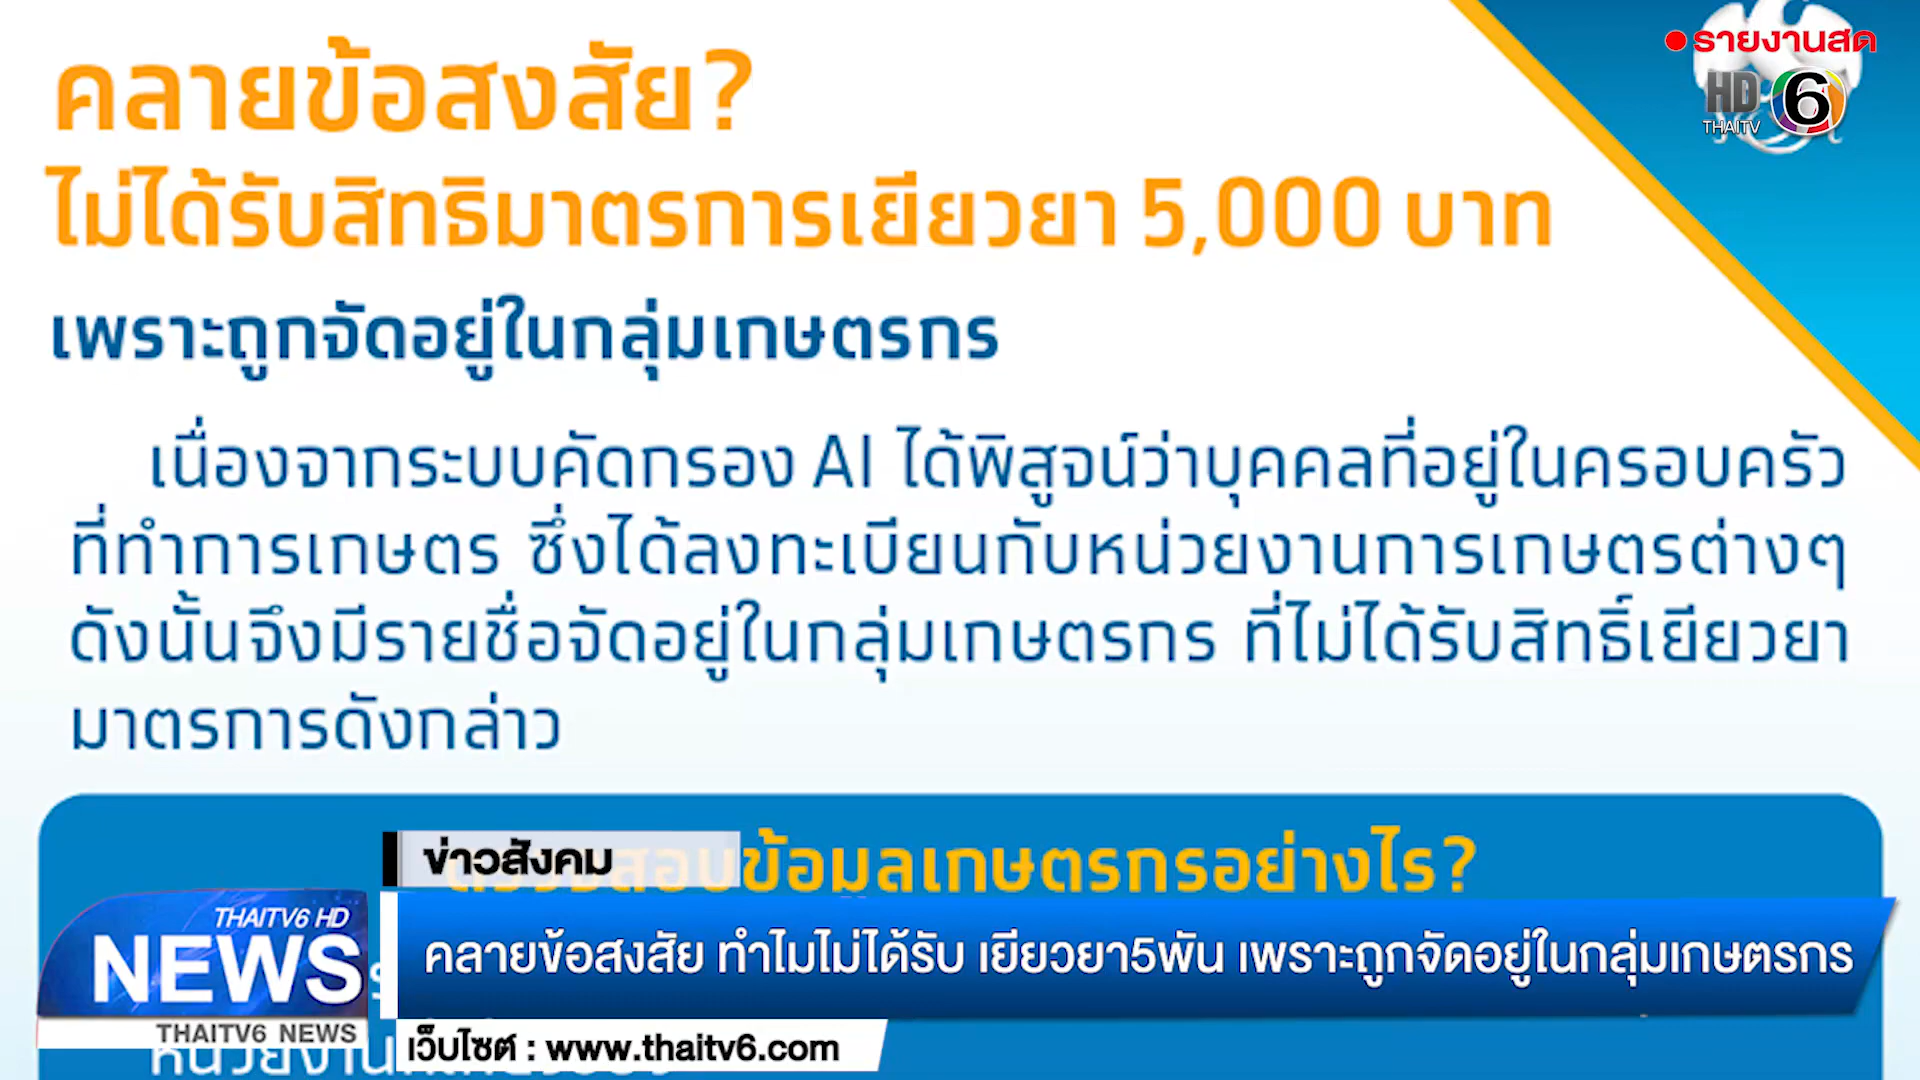 คลายข้อสงสัย?
รายงานสด
HD 6
THAITV
ไม่ได้รับสิทธิมาตรการเยียวยา 5,000 บาท
เพราะถูกจัดอยู่ในกลุ่มเกษตรกร
เนื่องจากระบบคัดกรอง AI ได้พิสูจน์ว่าบุคคลที่อยู่ในครอบครัว
ที่ทำการเกษตร ซึ่งได้ลงทะเบียนกับหน่วยงานการเกษตรต่างๆ
ดังนั้นจึงมีรายชื่อจัดอยู่ในกลุ่มเกษตรกร ที่ไม่ได้รับสิทธิ์เยียวยา
มาตรการดังกล่าว
ข้อมูลเกษตรกรอย่างไร?
ข่าวสังคม
THAITV6 HD
NEWS
คลายข้อสงสัย ทำไมไม่ได้รับ เยียวยา5พัน เพราะถูกจัดอยู่ในกลุ่มเกษตรกร
THAITV6 NEWS
เว็บไซต์ : www.thaitv6.com